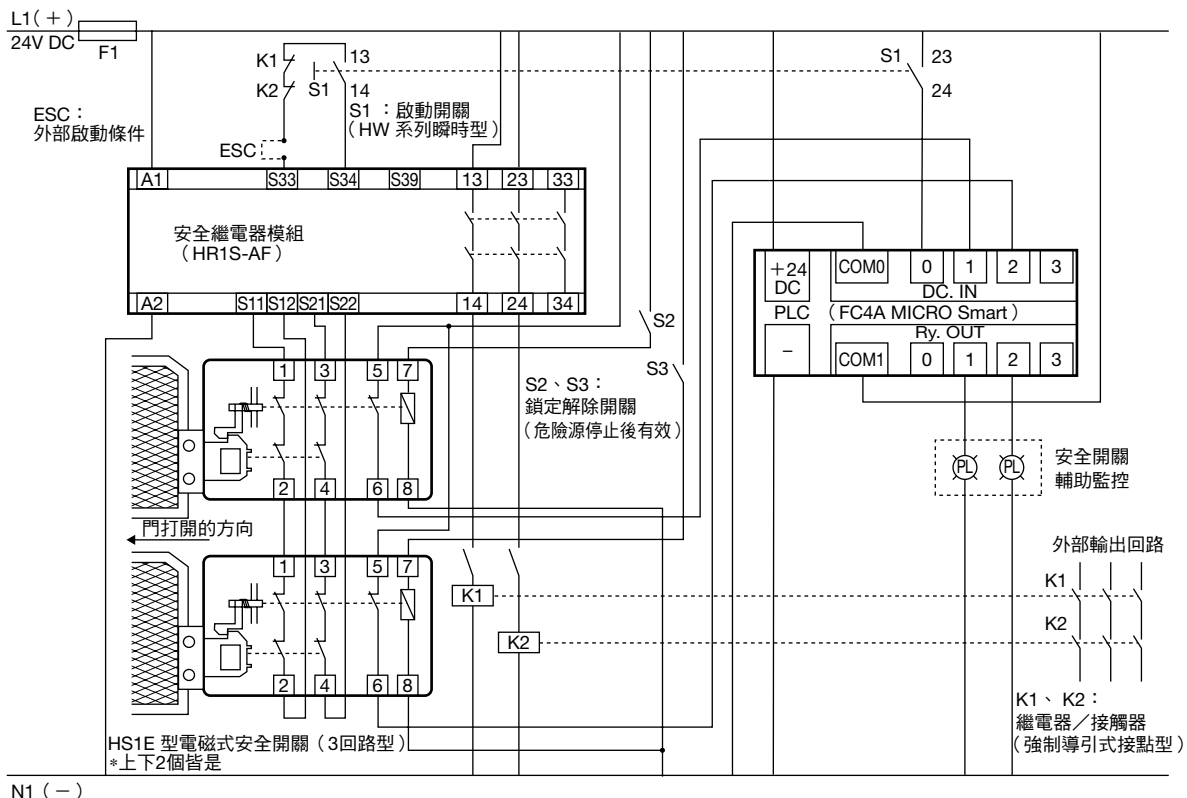 L1(+)
24V DC
F1
K1
K2
13
S1
14
S1
23
24
ESC：
外部啟動條件
S1 ：啟動開關
（HW 系列瞬時型）
ESC
A1
S33
S34
S39
13
23
33
安全繼電器模組
（HR1S-AF）
A2
S11
S12
S21
S22
14
24
34
+24
DC
COM0
0
1
2
3
DC. IN
PLC
（FC4A MICRO Smart）
Ry. OUT
−
COM1
0
1
2
3
S2
S3
S2、S3：
鎖定解除開關
（危險源停止後有效）
1
3
5
7
2
4
6
8
PL
PL
安全開關
輔助監控
門打開的方向
1
3
5
7
2
4
6
8
K1
K2
外部輸出回路
K1
K2
K1、K2：
繼電器／接觸器
（強制導引式接點型）
HS1E 型電磁式安全開關（3回路型）
*上下2個皆是
N1（−）